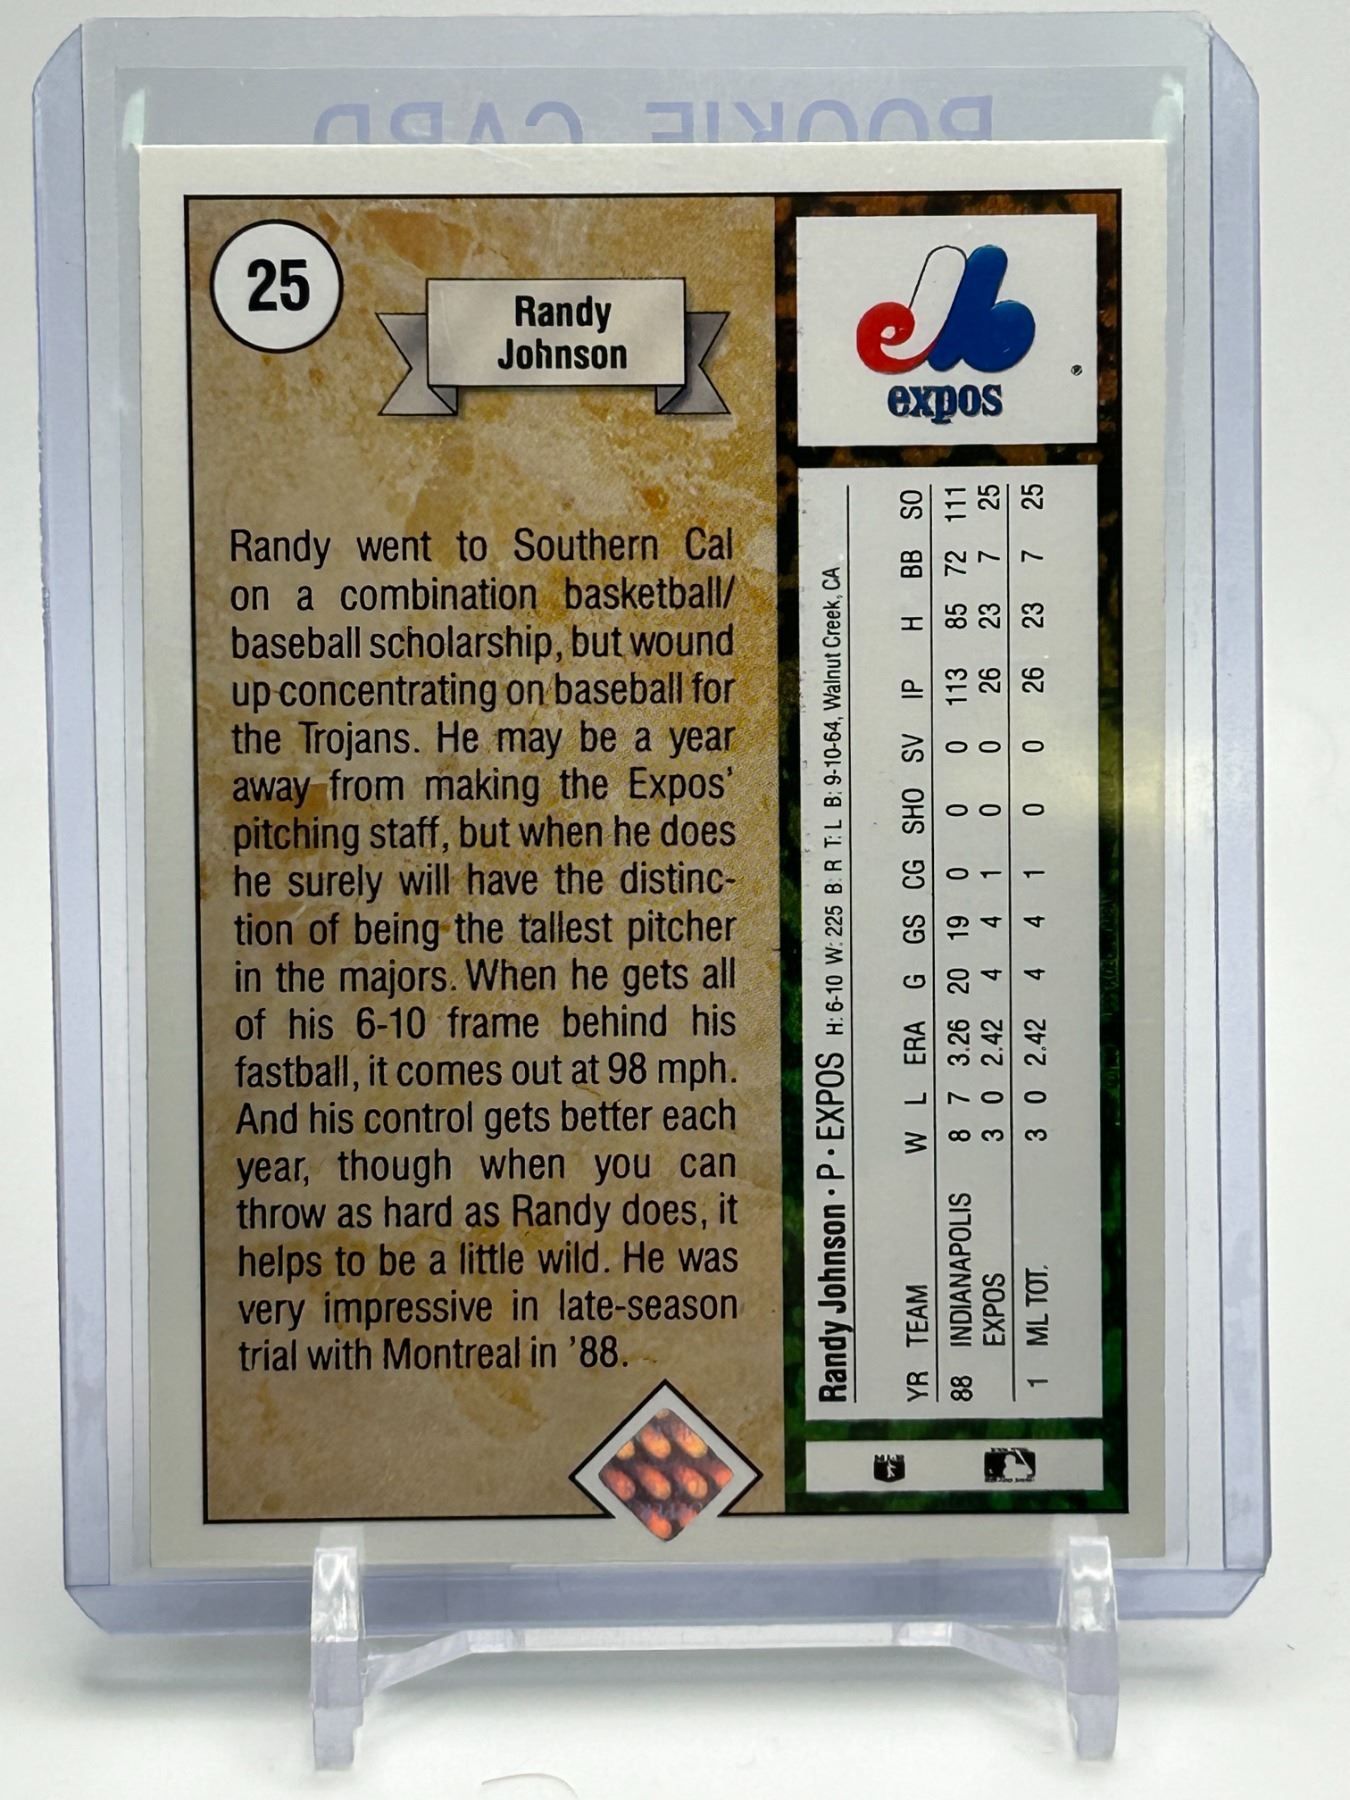 ROOKIE CARD
25
Randy
Johnson
expos
®
Randy went to Southern Cal
on a combination basketball/
baseball scholarship, but wound
up concentrating on baseball for
the Trojans. He may be a year
away from making the Expos'
pitching staff, but when he does
he surely will have the distinc-
tion of being the tallest pitcher
in the majors. When he gets all
of his 6-10 frame behind his
fastball, it comes out at 98 mph.
And his control gets better each
year, though when you can
throw as hard as Randy does, it
helps to be a little wild. He was
very impressive in late-season
trial with Montreal in '88.
Randy Johnson · P · EXPOS H: 6-10 W: 225 B: R T: L B: 9-10-64, Walnut Creek, CA
YR TEAM W L ERA G GS CG SHO SV IP H BB SO
88 INDIANAPOLIS 8 7 3.26 20 19 0 0 0 113 85 72 111
EXPOS 3 0 2.42 4 4 1 0 0 26 23 7 25
1 ML TOT. 3 0 2.42 4 4 1 0 0 26 23 7 25